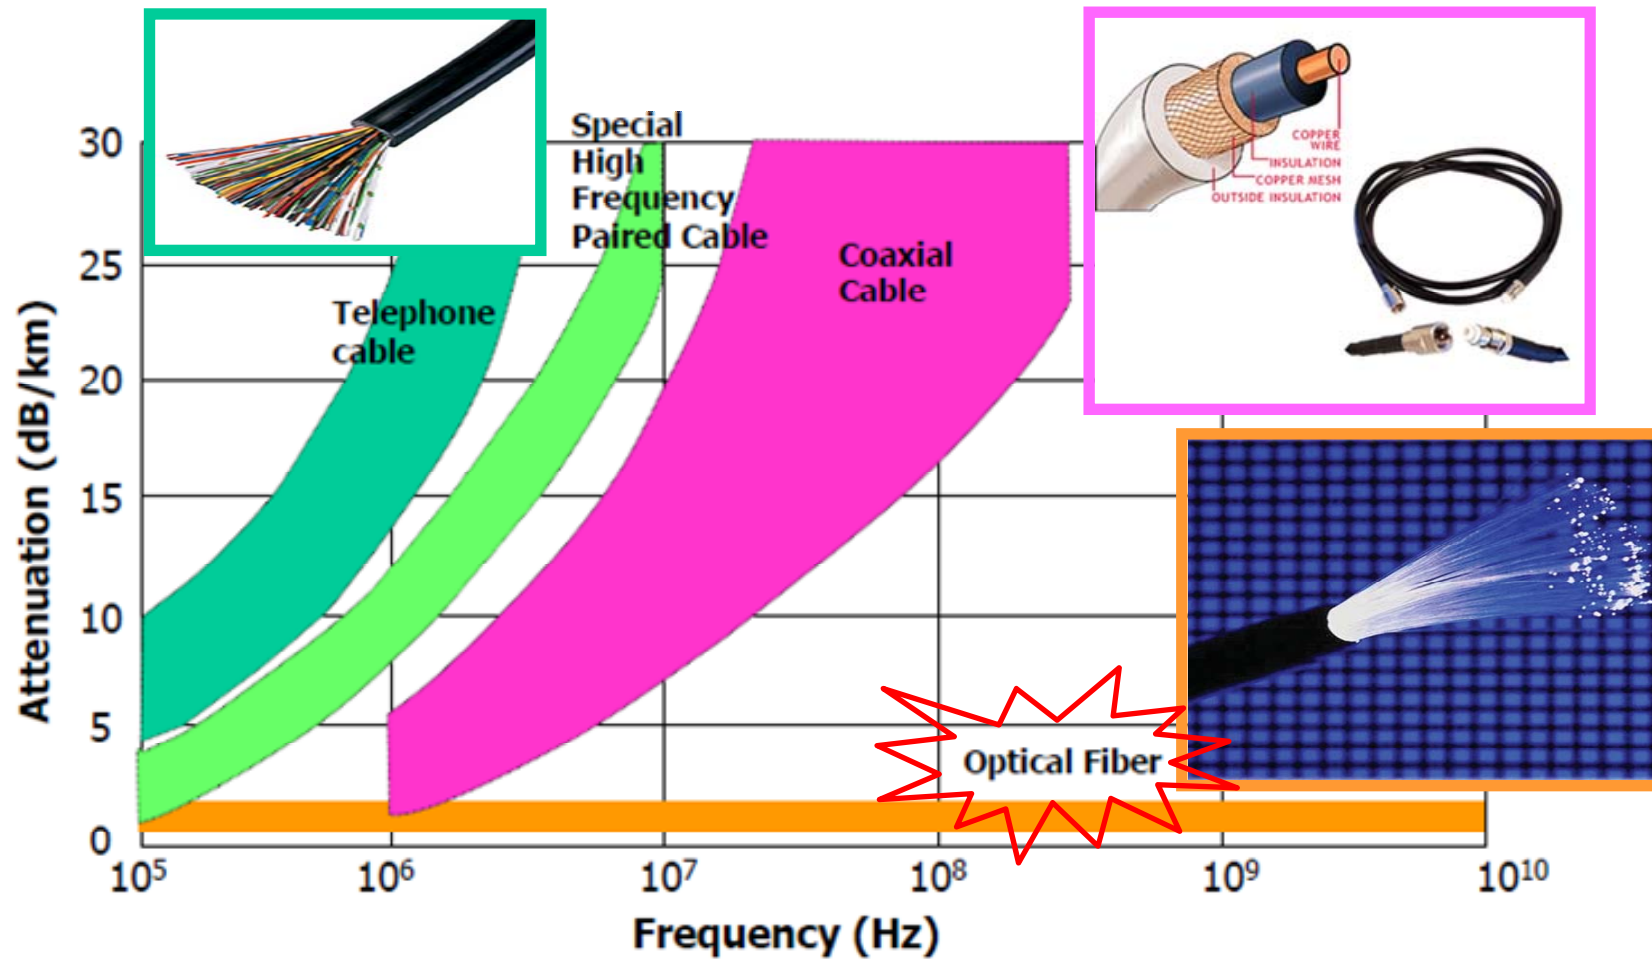 Special
High
Frequency
Paired Cable
COPPER
WIRE
INSULATION
COPPER MESH
OUTSIDE INSULATION
Coaxial
Cable
Telephone
cable
Optical Fiber
Attenuation (dB/km)
30
25
20
15
10
5
0
10⁵ 10⁶ 10⁷ 10⁸ 10⁹ 10¹⁰
Frequency (Hz)